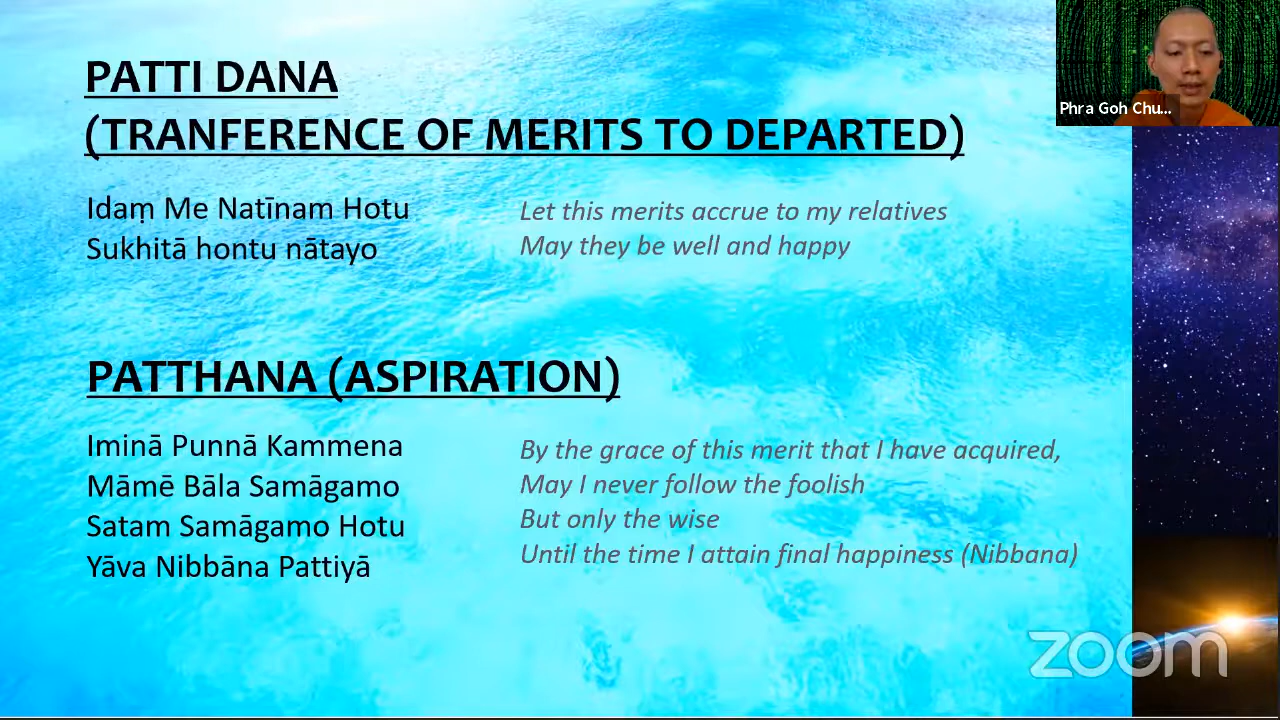 PATTI DANA
(TRANFERENCE OF MERITS TO DEPARTED)
Idaṃ Me Natīnam Hotu
Sukhitā hontu nātayo
Let this merits accrue to my relatives
May they be well and happy
PATTHANA (ASPIRATION)
Iminā Punnā Kammena
Māmē Bāla Samāgamo
Satam Samāgamo Hotu
Yāva Nibbāna Pattiyā
By the grace of this merit that I have acquired,
May I never follow the foolish
But only the wise
Until the time I attain final happiness (Nibbana)
Phra Goh Chu...
zoom